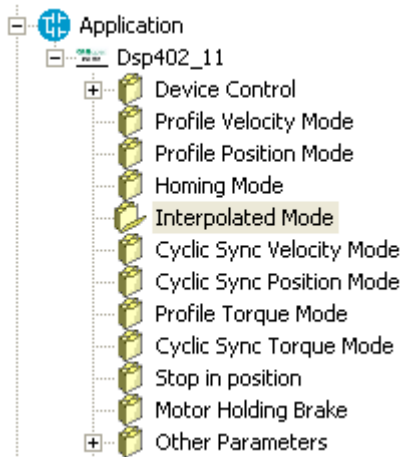 Application
Dsp402_11
Device Control
Profile Velocity Mode
Profile Position Mode
Homing Mode
Interpolated Mode
Cyclic Sync Velocity Mode
Cyclic Sync Position Mode
Profile Torque Mode
Cyclic Sync Torque Mode
Stop in position
Motor Holding Brake
Other Parameters